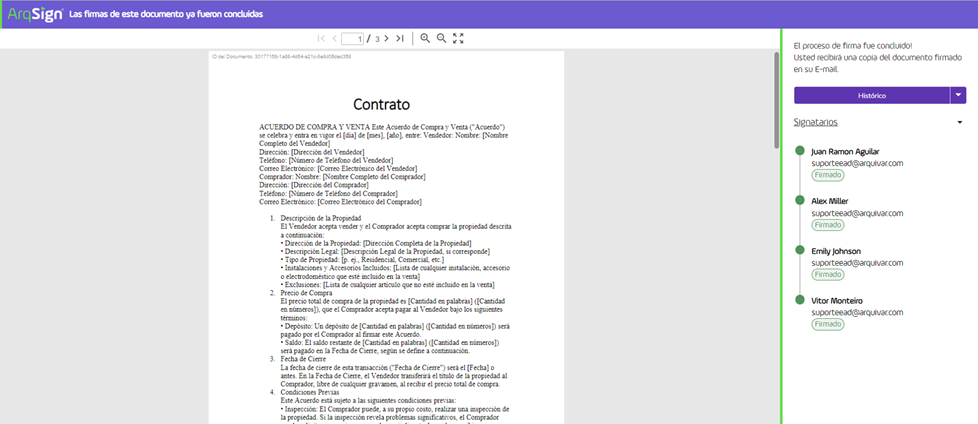 ArqSign Las firmas de este documento ya fueron concluidas
1 / 3
ID del Documento:
Contrato
ACUERDO DE COMPRA Y VENTA Este Acuerdo de Compra y Venta ("Acuerdo")
se celebra y entra en vigor el [día] de [mes], [año], entre: Vendedor: Nombre: [Nombre
Completo del Vendedor]
Dirección: [Dirección del Vendedor]
Teléfono: [Número de Teléfono del Vendedor]
Correo Electrónico: [Correo Electrónico del Vendedor]
Comprador: Nombre: [Nombre Completo del Comprador]
Dirección: [Dirección del Comprador]
Teléfono: [Número de Teléfono del Comprador]
Correo Electrónico: [Correo Electrónico del Comprador]
1. Descripción de la Propiedad
El Vendedor acepta vender y el Comprador acepta comprar la propiedad descrita
a continuación:
• Dirección de la Propiedad: [Dirección Completa de la Propiedad]
• Descripción Legal: [Descripción Legal de la Propiedad, si corresponde]
• Tipo de Propiedad: [p. ej., Residencial, Comercial, etc.]
• Instalaciones y Accesorios Incluidos: [Lista de cualquier instalación, accesorio
o electrodoméstico que esté incluido en la venta]
• Exclusiones: [Lista de cualquier artículo que no esté incluido en la venta]
2. Precio de Compra
El precio total de compra de la propiedad es [Cantidad en palabras] ([Cantidad
en números]), que el Comprador acepta pagar al Vendedor bajo los siguientes
términos:
• Depósito: Un depósito de [Cantidad en palabras] ([Cantidad en números]) será
pagado por el Comprador al firmar este Acuerdo.
• Saldo: El saldo restante de [Cantidad en palabras] ([Cantidad en números])
será pagado en la Fecha de Cierre, según se define a continuación.
3. Fecha de Cierre
La fecha de cierre de esta transacción ("Fecha de Cierre") será el [Fecha] o
antes. En la Fecha de Cierre, el Vendedor transferirá el título de la propiedad al
Comprador, libre de cualquier gravamen, al recibir el precio total de compra.
4. Condiciones Previas
Este Acuerdo está sujeto a las siguientes condiciones previas:
• Inspección: El Comprador puede, a su propio costo, realizar una inspección de
la propiedad. Si la inspección revela problemas significativos, el Comprador
El proceso de firma fue concluido!
Usted recibirá una copia del documento firmado
en su E-mail.
Histórico
Signatarios
Juan Ramon Aguilar
suporteead@arquivar.com
Firmado
Alex Miller
suporteead@arquivar.com
Firmado
Emily Johnson
suporteead@arquivar.com
Firmado
Vitor Monteiro
suporteead@arquivar.com
Firmado